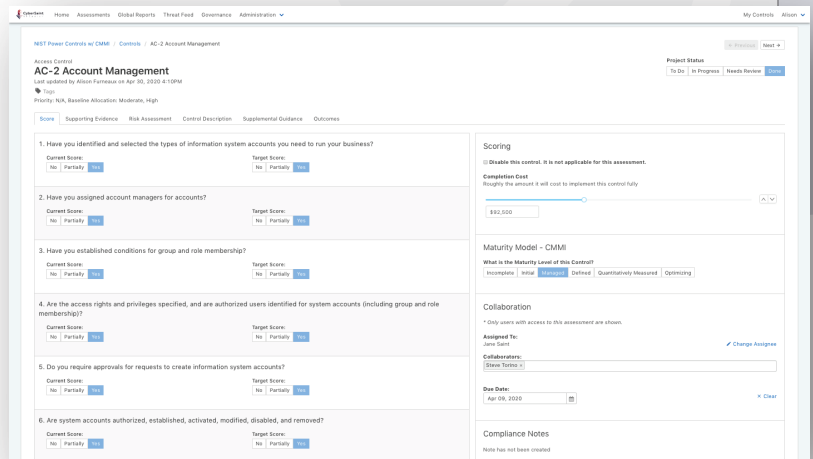 CyberSaint
Home Assessments Global Reports Threat Feed Governance Administration
My Controls Alison
NIST Power Controls w/ CMMI / Controls / AC-2 Account Management
← Previous Next →
Access Control
AC-2 Account Management
Last updated by Alison Furneaux on Apr 30, 2020 4:10PM
Tags
Priority: N/A, Baseline Allocation: Moderate, High
Project Status
To Do In Progress Needs Review Done
Score Supporting Evidence Risk Assessment Control Description Supplemental Guidance Outcomes
1. Have you identified and selected the types of information system accounts you need to run your business?
Current Score: Target Score:
No Partially Yes No Partially Yes
2. Have you assigned account managers for accounts?
Current Score: Target Score:
No Partially Yes No Partially Yes
3. Have you established conditions for group and role membership?
Current Score: Target Score:
No Partially Yes No Partially Yes
4. Are the access rights and privileges specified, and are authorized users identified for system accounts (including group and role
membership)?
Current Score: Target Score:
No Partially Yes No Partially Yes
5. Do you require approvals for requests to create information system accounts?
Current Score: Target Score:
No Partially Yes No Partially Yes
6. Are system accounts authorized, established, activated, modified, disabled, and removed?
Current Score: Target Score:
No Partially Yes No Partially Yes
Scoring
Disable this control. It is not applicable for this assessment.
Completion Cost
Roughly the amount it will cost to implement this control fully
$92,500
Maturity Model - CMMI
What is the Maturity Level of this Control?
Incomplete Initial Managed Defined Quantitatively Measured Optimizing
Collaboration
* Only users with access to this assessment are shown.
Assigned To:
Jane Saint
Change Assignee
Collaborators:
Steve Torino ×
Due Date:
Apr 09, 2020
× Clear
Compliance Notes
Note has not been created